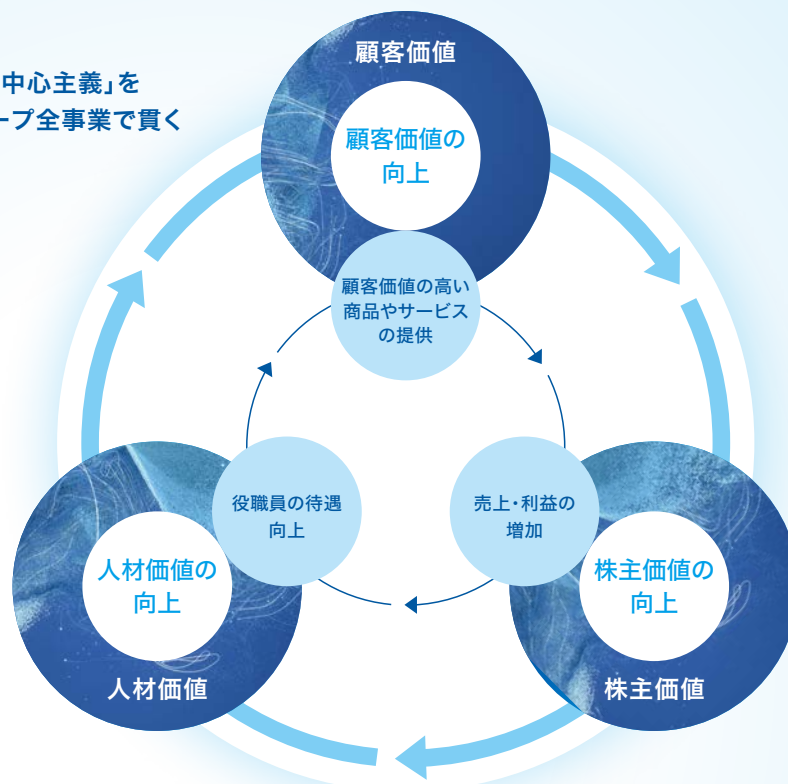 中心主義」を
ープ全事業で貫く
顧客価値
顧客価値の
向上
顧客価値の高い
商品やサービス
の提供
役職員の待遇
向上
売上・利益の
増加
人材価値の
向上
人材価値
株主価値の
向上
株主価値